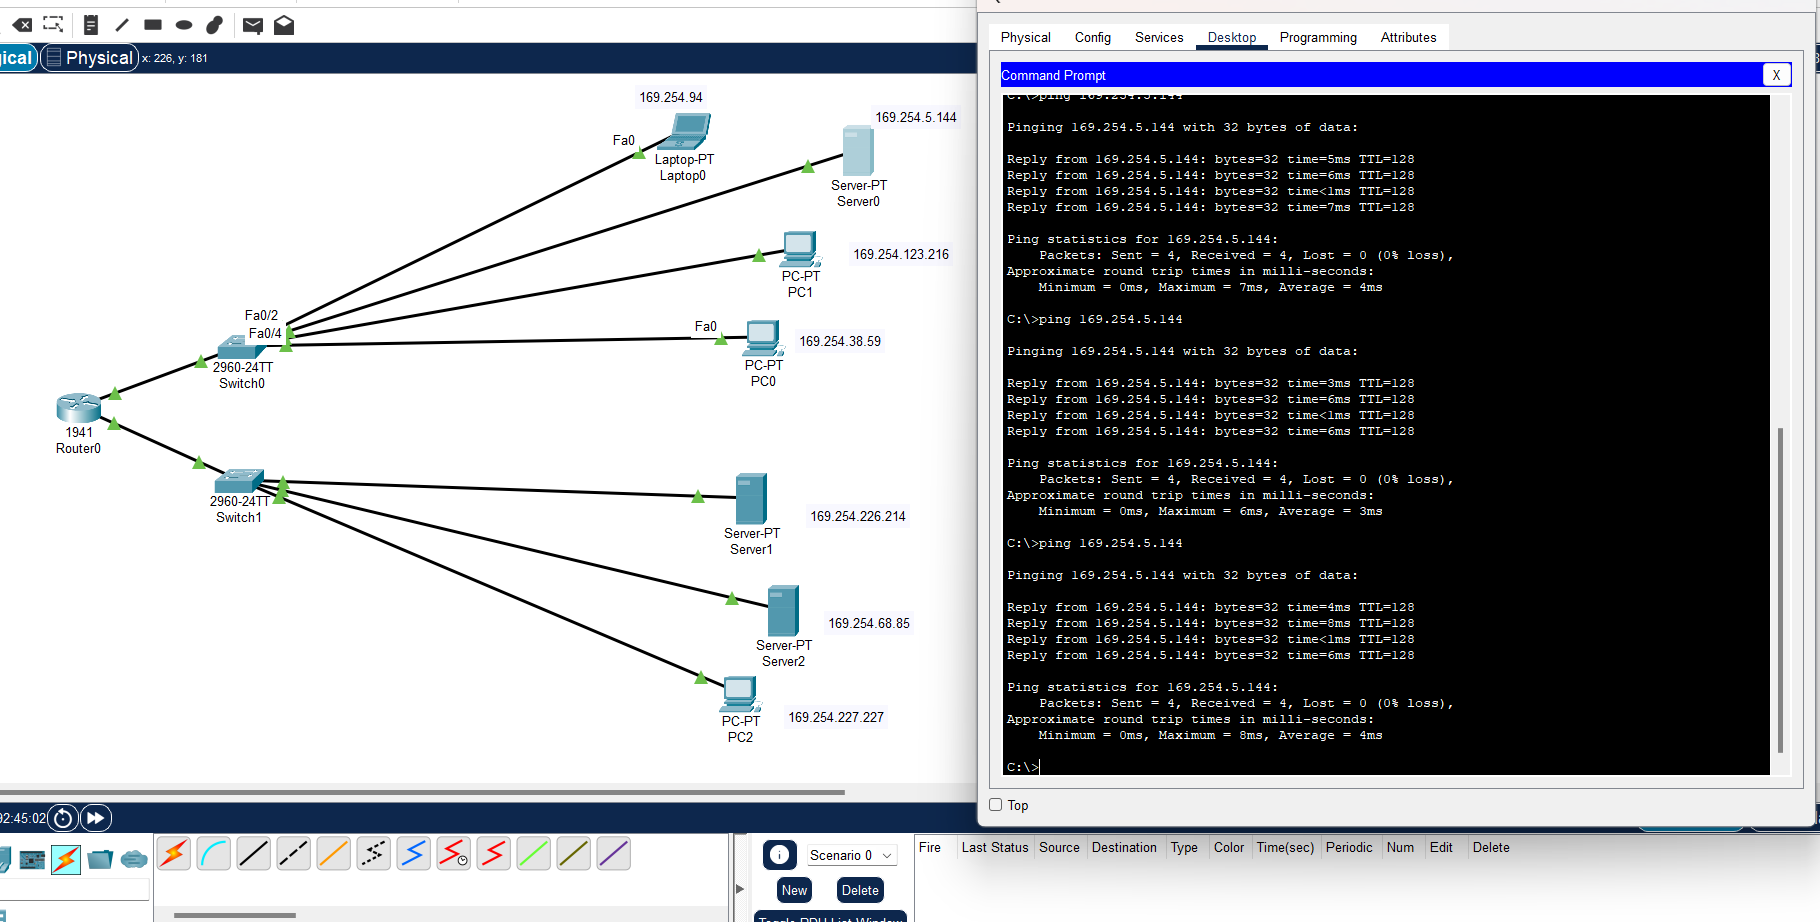 Physical
x: 226, y: 181
169.254.94
169.254.5.144
Fa0
Laptop-PT
Laptop0
Server-PT
Server0
169.254.123.216
PC-PT
PC1
Fa0/2
Fa0/4
Fa0
169.254.38.59
2960-24TT
Switch0
PC-PT
PC0
1941
Router0
2960-24TT
Switch1
169.254.226.214
Server-PT
Server1
169.254.68.85
Server-PT
Server2
169.254.227.227
PC-PT
PC2
Physical Config Services Desktop Programming Attributes
Command Prompt X
C:\>ping 169.254.5.144
Pinging 169.254.5.144 with 32 bytes of data:
Reply from 169.254.5.144: bytes=32 time=5ms TTL=128
Reply from 169.254.5.144: bytes=32 time=6ms TTL=128
Reply from 169.254.5.144: bytes=32 time<1ms TTL=128
Reply from 169.254.5.144: bytes=32 time=7ms TTL=128
Ping statistics for 169.254.5.144:
Packets: Sent = 4, Received = 4, Lost = 0 (0% loss),
Approximate round trip times in milli-seconds:
Minimum = 0ms, Maximum = 7ms, Average = 4ms
C:\>ping 169.254.5.144
Pinging 169.254.5.144 with 32 bytes of data:
Reply from 169.254.5.144: bytes=32 time=3ms TTL=128
Reply from 169.254.5.144: bytes=32 time=6ms TTL=128
Reply from 169.254.5.144: bytes=32 time<1ms TTL=128
Reply from 169.254.5.144: bytes=32 time=6ms TTL=128
Ping statistics for 169.254.5.144:
Packets: Sent = 4, Received = 4, Lost = 0 (0% loss),
Approximate round trip times in milli-seconds:
Minimum = 0ms, Maximum = 6ms, Average = 3ms
C:\>ping 169.254.5.144
Pinging 169.254.5.144 with 32 bytes of data:
Reply from 169.254.5.144: bytes=32 time=4ms TTL=128
Reply from 169.254.5.144: bytes=32 time=8ms TTL=128
Reply from 169.254.5.144: bytes=32 time<1ms TTL=128
Reply from 169.254.5.144: bytes=32 time=6ms TTL=128
Ping statistics for 169.254.5.144:
Packets: Sent = 4, Received = 4, Lost = 0 (0% loss),
Approximate round trip times in milli-seconds:
Minimum = 0ms, Maximum = 8ms, Average = 4ms
C:\>
Top
92:45:02
Scenario 0
New Delete
Toggle PDU List Window
Fire Last Status Source Destination Type Color Time(sec) Periodic Num Edit Delete